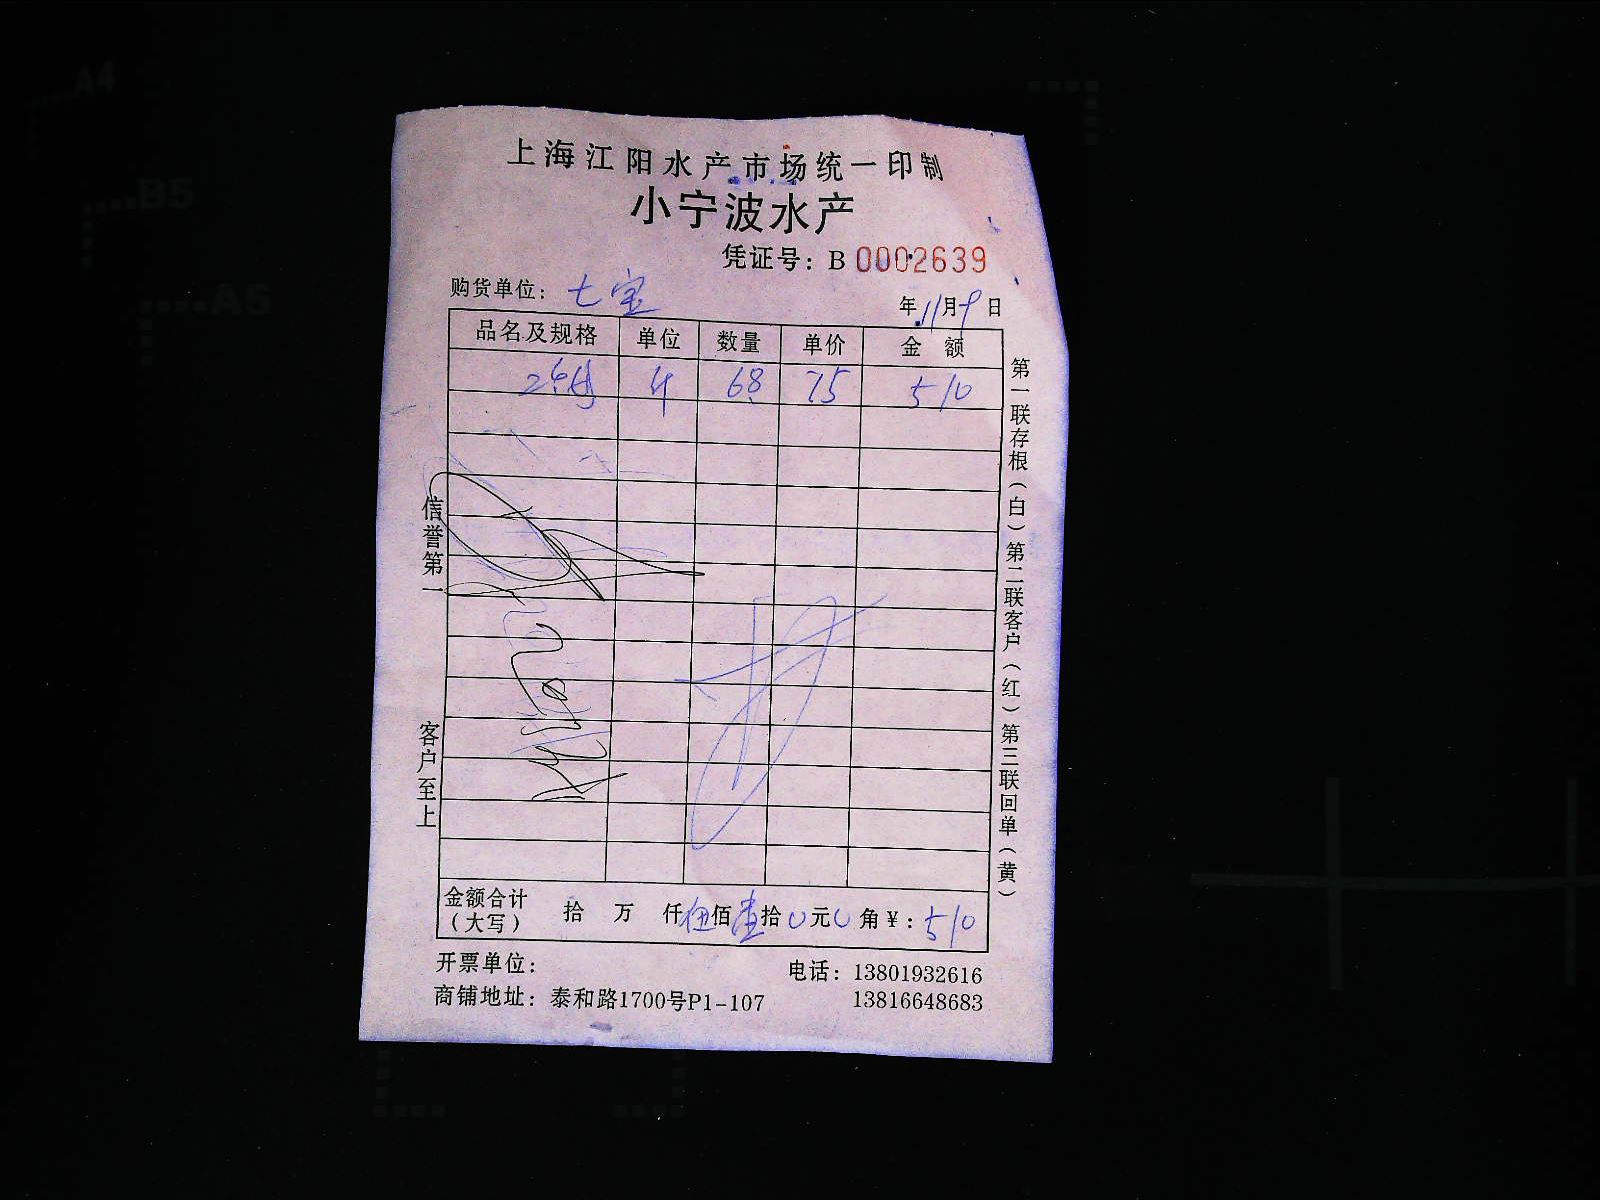 上海江阳水产市场统一印制
小宁波水产
凭证号：B 0002639
购货单位：七宝 年11月9日
品名及规格 单位 数量 单价 金额
68 75 510
信誉第一
客户至上
第一联存根（白）第二联客户（红）第三联回单（黄）
金额合计（大写） 拾 万 仟伍佰壹拾0元0角¥：510
开票单位： 电话：13801932616
商铺地址：泰和路1700号P1-107 13816648683
A4
B5
A5